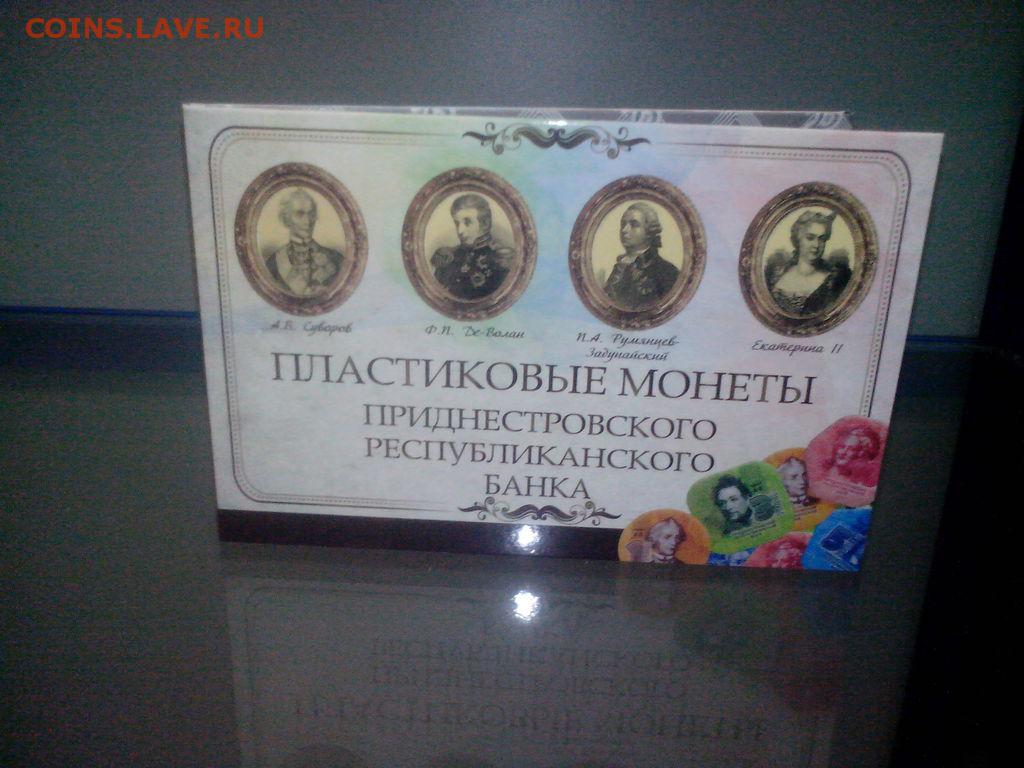 COINS.LAVE.RU
А.В. Суворов
Ф.П. Де-Волан
П.А. Румянцев-
Задунайский
Екатерина II
ПЛАСТИКОВЫЕ МОНЕТЫ
ПРИДНЕСТРОВСКОГО
РЕСПУБЛИКАНСКОГО
БАНКА